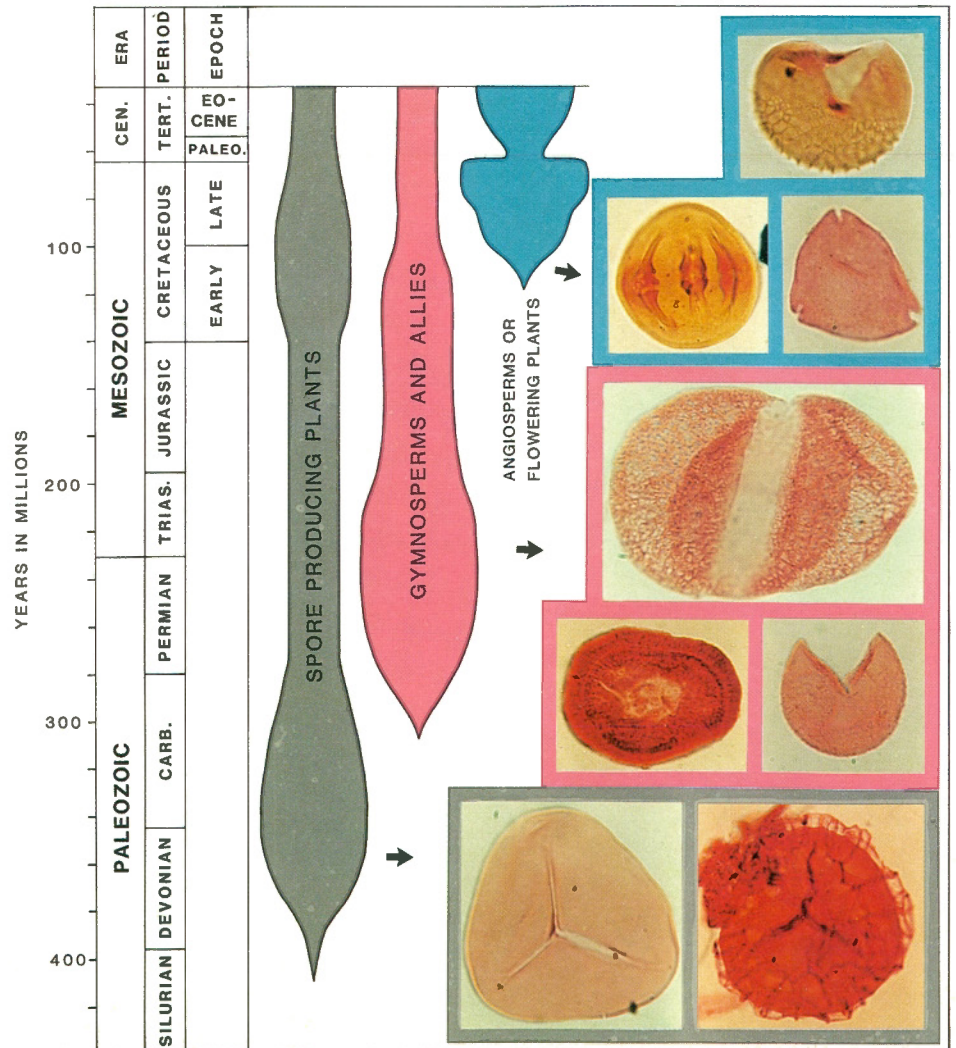 ERA
PERIOD
EPOCH
CEN.
TERT.
EO-
CENE
PALEO.
MESOZOIC
CRETACEOUS
LATE
EARLY
JURASSIC
TRIAS.
PALEOZOIC
PERMIAN
CARB.
DEVONIAN
SILURIAN
YEARS IN MILLIONS
100
200
300
400
SPORE PRODUCING PLANTS
GYMNOSPERMS AND ALLIES
ANGIOSPERMS OR
FLOWERING PLANTS